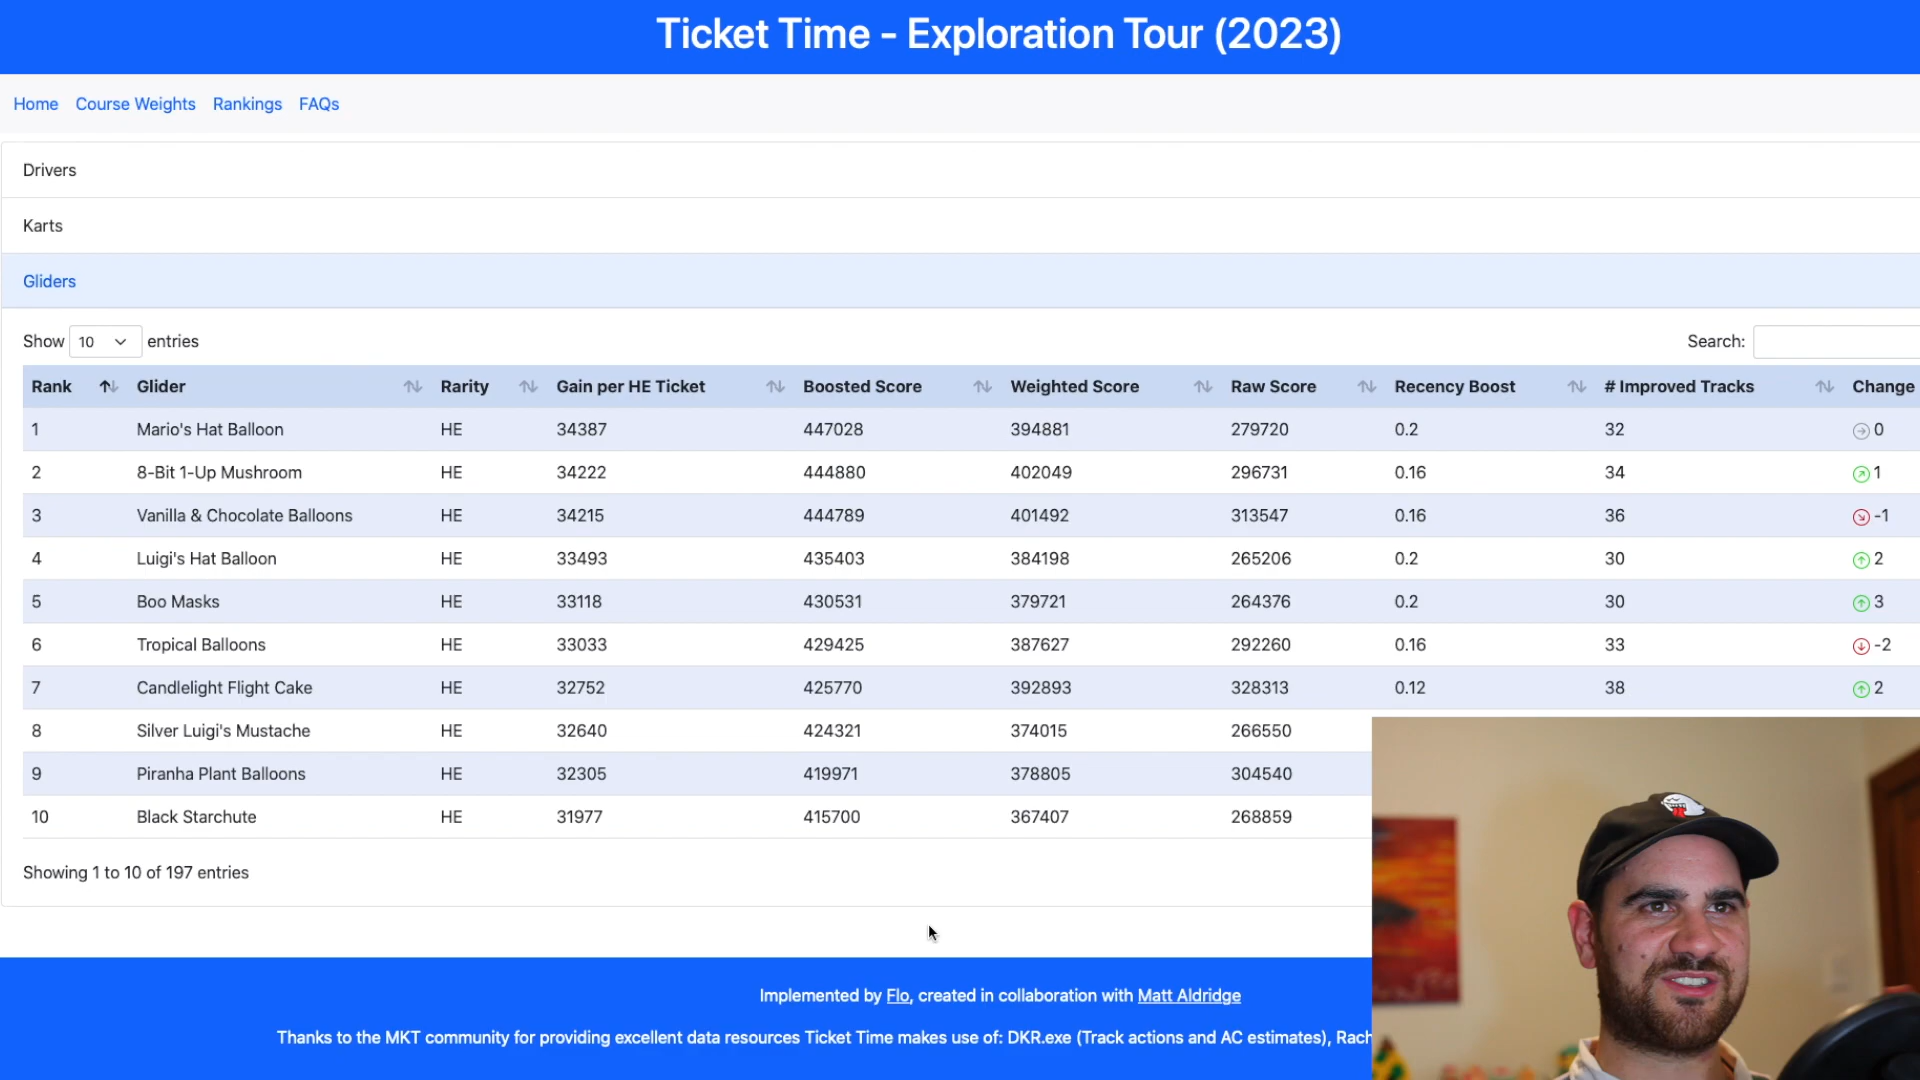 Ticket Time - Exploration Tour (2023)
Home Course Weights Rankings FAQs
Drivers
Karts
Gliders
Show 10 entries Search:
Rank Glider Rarity Gain per HE Ticket Boosted Score Weighted Score Raw Score Recency Boost # Improved Tracks Change
1 Mario's Hat Balloon HE 34387 447028 394881 279720 0.2 32 0
2 8-Bit 1-Up Mushroom HE 34222 444880 402049 296731 0.16 34 1
3 Vanilla & Chocolate Balloons HE 34215 444789 401492 313547 0.16 36 -1
4 Luigi's Hat Balloon HE 33493 435403 384198 265206 0.2 30 2
5 Boo Masks HE 33118 430531 379721 264376 0.2 30 3
6 Tropical Balloons HE 33033 429425 387627 292260 0.16 33 -2
7 Candlelight Flight Cake HE 32752 425770 392893 328313 0.12 38 2
8 Silver Luigi's Mustache HE 32640 424321 374015 266550
9 Piranha Plant Balloons HE 32305 419971 378805 304540
10 Black Starchute HE 31977 415700 367407 268859
Showing 1 to 10 of 197 entries
Implemented by Flo, created in collaboration with Matt Aldridge
Thanks to the MKT community for providing excellent data resources Ticket Time makes use of: DKR.exe (Track actions and AC estimates), Rach